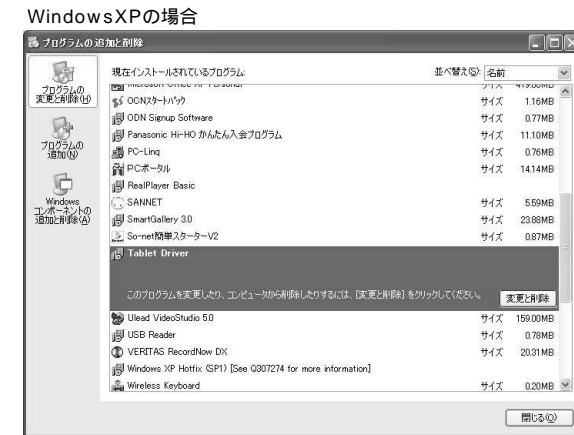 WindowsXPの場合
プログラムの追加と削除
プログラムの
変更と削除(H)
プログラムの
追加(N)
Windows
コンポーネントの
追加と削除(A)
現在インストールされているプログラム:
並べ替え(S): 名前
Microsoft Office XP Personal サイズ 419.00MB
OCNスタートパック サイズ 1.16MB
ODN Signup Software サイズ 0.77MB
Panasonic Hi-HO かんたん入会プログラム サイズ 11.10MB
PC-Linq サイズ 0.76MB
PCポータル サイズ 14.14MB
RealPlayer Basic
SANNET サイズ 5.59MB
SmartGallery 3.0 サイズ 23.88MB
So-net簡単スターターV2 サイズ 0.87MB
Tablet Driver
このプログラムを変更したり、コンピュータから削除したりするには、[変更と削除] をクリックしてください。
変更と削除
Ulead VideoStudio 5.0 サイズ 159.00MB
USB Reader サイズ 0.78MB
VERITAS RecordNow DX サイズ 20.31MB
Windows XP Hotfix (SP1) [See Q307274 for more information]
Wireless Keyboard サイズ 0.20MB
閉じる(O)